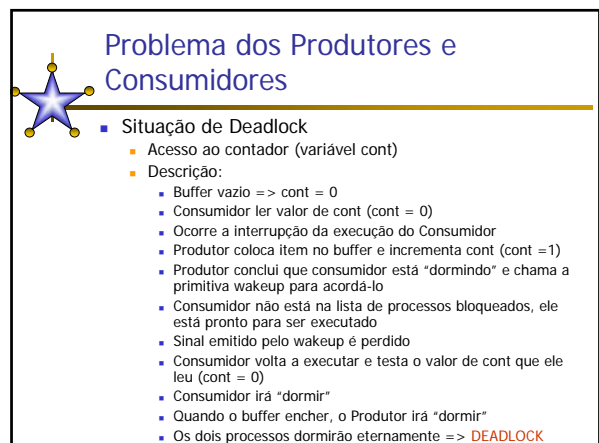 Problema dos Produtores e
Consumidores
Situação de Deadlock
Acesso ao contador (variável cont)
Descrição:
Buffer vazio => cont = 0
Consumidor ler valor de cont (cont = 0)
Ocorre a interrupção da execução do Consumidor
Produtor coloca item no buffer e incrementa cont (cont =1)
Produtor conclui que consumidor está "dormindo" e chama a
primitiva wakeup para acordá-lo
Consumidor não está na lista de processos bloqueados, ele
está pronto para ser executado
Sinal emitido pelo wakeup é perdido
Consumidor volta a executar e testa o valor de cont que ele
leu (cont = 0)
Consumidor irá "dormir"
Quando o buffer encher, o Produtor irá "dormir"
Os dois processos dormirão eternamente => DEADLOCK